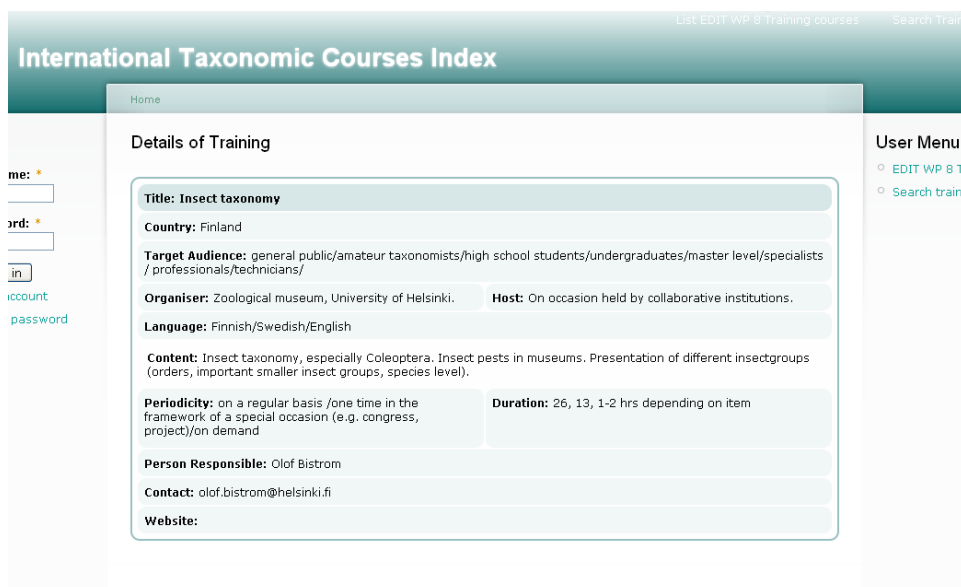 List EDIT WP 8 Training courses
Search Train
International Taxonomic Courses Index
Home
me: *
ord: *
in
account
password
Details of Training
Title: Insect taxonomy
Country: Finland
Target Audience: general public/amateur taxonomists/high school students/undergraduates/master level/specialists
/ professionals/technicians/
Organiser: Zoological museum, University of Helsinki.
Host: On occasion held by collaborative institutions.
Language: Finnish/Swedish/English
Content: Insect taxonomy, especially Coleoptera. Insect pests in museums. Presentation of different insectgroups
(orders, important smaller insect groups, species level).
Periodicity: on a regular basis /one time in the
framework of a special occasion (e.g. congress,
project)/on demand
Duration: 26, 13, 1-2 hrs depending on item
Person Responsible: Olof Bistrom
Contact: olof.bistrom@helsinki.fi
Website:
User Menu
EDIT WP 8 T
Search train